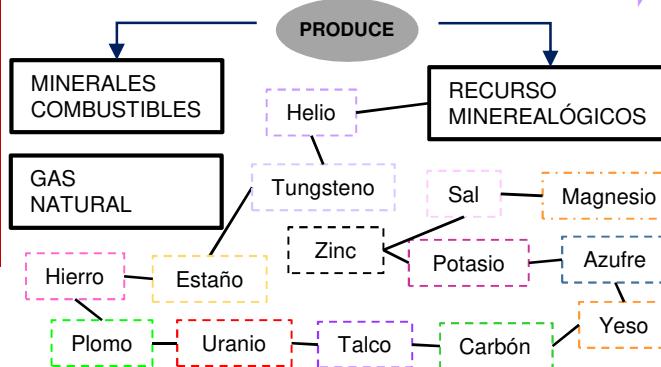 PRODUCE
MINERALES
COMBUSTIBLES
RECURSO
MINEREALÓGICOS
Helio
GAS
NATURAL
Tungsteno
Sal
Magnesio
Zinc
Potasio
Azufre
Hierro
Estaño
Plomo
Uranio
Talco
Carbón
Yeso